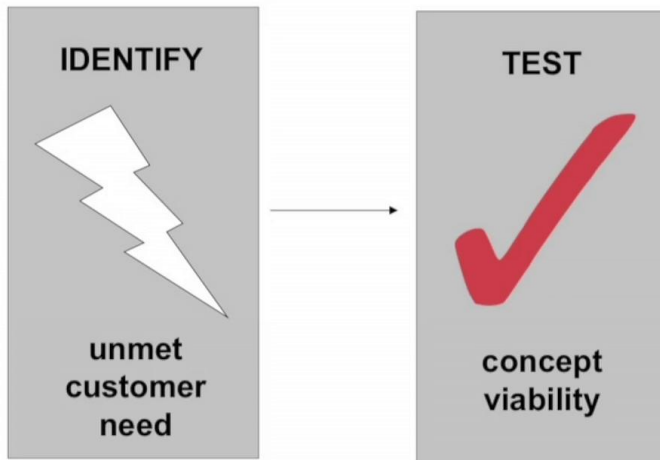 IDENTIFY
unmet
customer
need
TEST
concept
viability